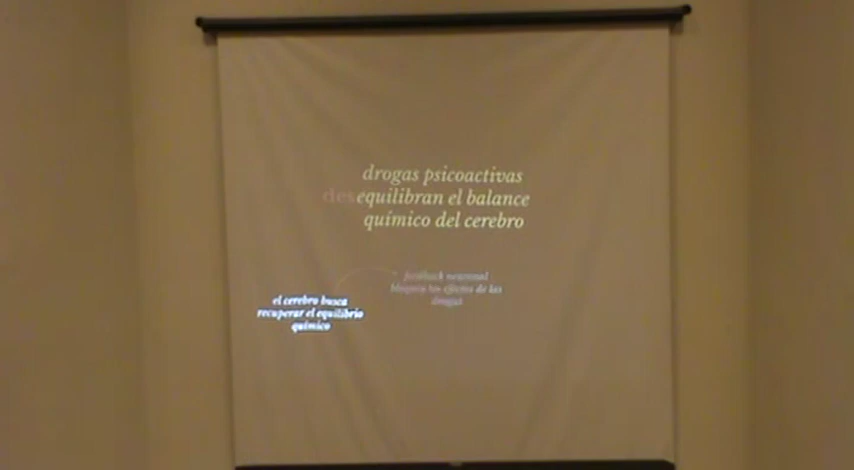 drogas psicoactivas
desequilibran el balance
químico del cerebro
feedback neuronal
bloquea los efectos de las
drogas
el cerebro busca
recuperar el equilibrio
químico